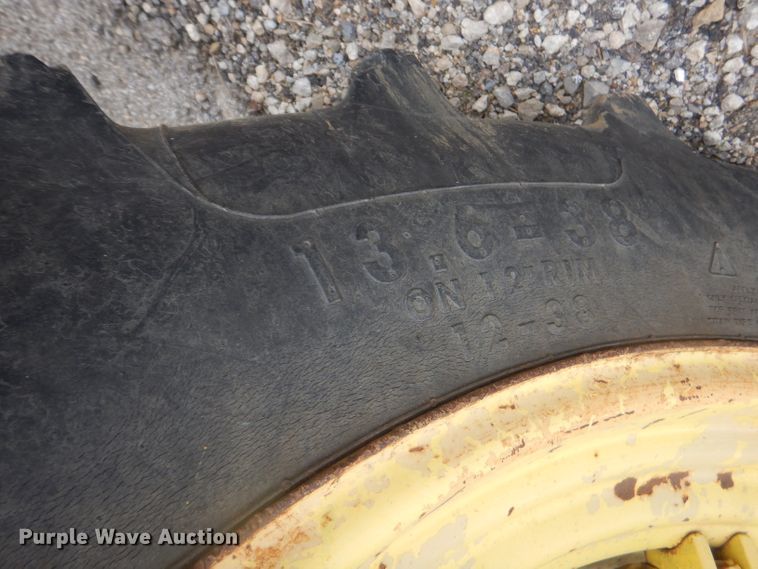 13.6-38
ON 12" RIM
12-38
Purple Wave Auction®